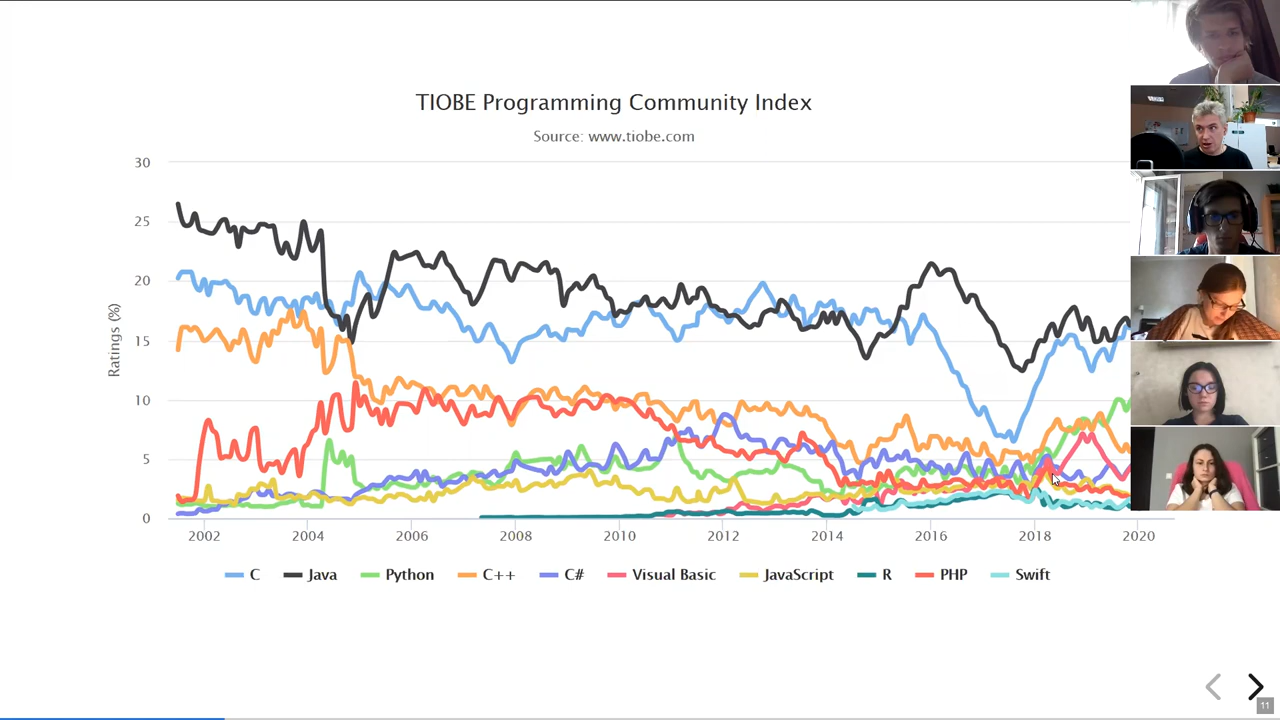 TIOBE Programming Community Index
Source: www.tiobe.com
30
25
20
15
10
5
0
Ratings (%)
2002 2004 2006 2008 2010 2012 2014 2016 2018 2020
C Java Python C++ C# Visual Basic JavaScript R PHP Swift
11